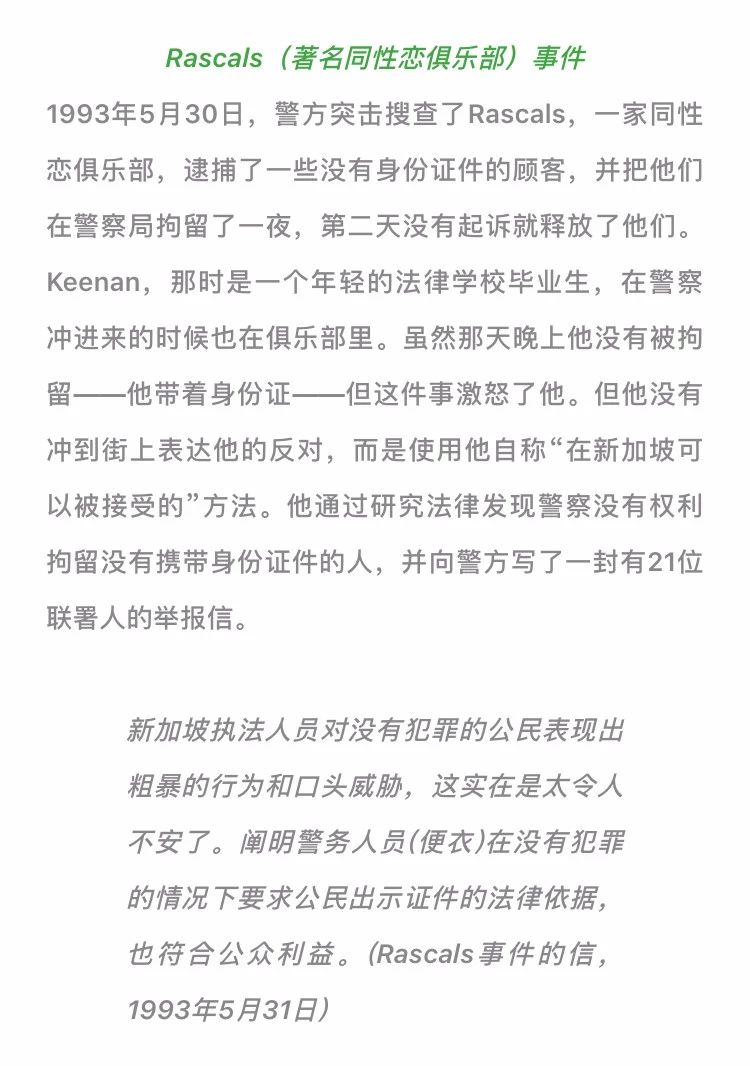 Rascals（著名同性恋俱乐部）事件
1993年5月30日，警方突击搜查了Rascals，一家同性
恋俱乐部，逮捕了一些没有身份证件的顾客，并把他们
在警察局拘留了一夜，第二天没有起诉就释放了他们。
Keenan，那时是一个年轻的法律学校毕业生，在警察
冲进来的时候也在俱乐部里。虽然那天晚上他没有被拘
留——他带着身份证——但这件事激怒了他。但他没有
冲到街上表达他的反对，而是使用他自称“在新加坡可
以被接受的”方法。他通过研究法律发现警察没有权利
拘留没有携带身份证件的人，并向警方写了一封有21位
联署人的举报信。
新加坡执法人员对没有犯罪的公民表现出
粗暴的行为和口头威胁，这实在是太令人
不安了。阐明警务人员(便衣)在没有犯罪
的情况下要求公民出示证件的法律依据，
也符合公众利益。(Rascals事件的信，
1993年5月31日）